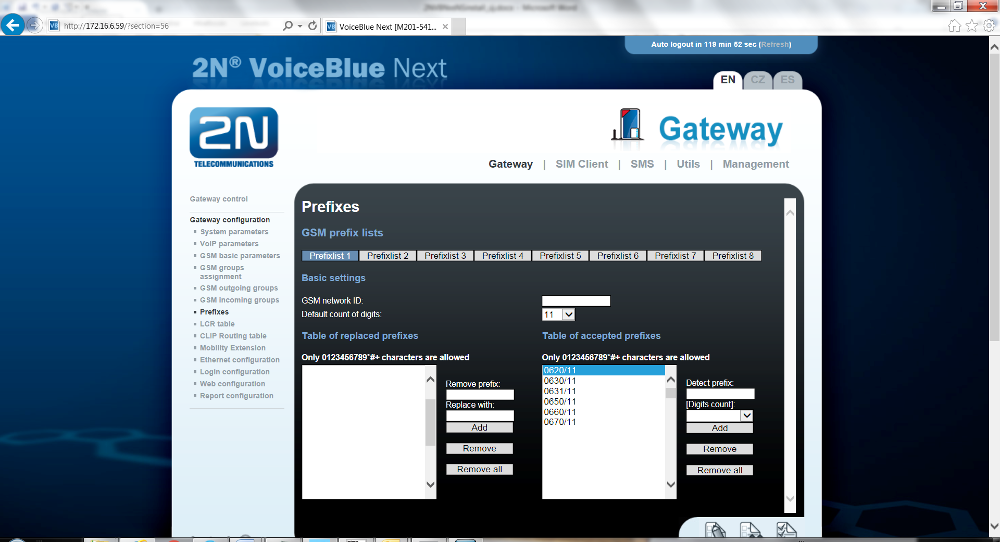 2NVBNextGinstall_ig.docx - Microsoft Word
http://172.16.6.59/?section=56
VoiceBlue Next [M201-541...
Auto logout in 119 min 52 sec (Refresh)
2N® VoiceBlue Next
EN
CZ
ES
2N
TELECOMMUNICATIONS
Gateway
Gateway | SIM Client | SMS | Utils | Management
Gateway control
Gateway configuration
System parameters
VoIP parameters
GSM basic parameters
GSM groups
assignment
GSM outgoing groups
GSM incoming groups
Prefixes
LCR table
CLIP Routing table
Mobility Extension
Ethernet configuration
Login configuration
Web configuration
Report configuration
Prefixes
GSM prefix lists
Prefixlist 1
Prefixlist 2
Prefixlist 3
Prefixlist 4
Prefixlist 5
Prefixlist 6
Prefixlist 7
Prefixlist 8
Basic settings
GSM network ID:
Default count of digits:
11
Table of replaced prefixes
Only 0123456789*#+ characters are allowed
Remove prefix:
Replace with:
Add
Remove
Remove all
Table of accepted prefixes
Only 0123456789*#+ characters are allowed
0620/11
0630/11
0631/11
0650/11
0660/11
0670/11
Detect prefix:
[Digits count]:
Add
Remove
Remove all